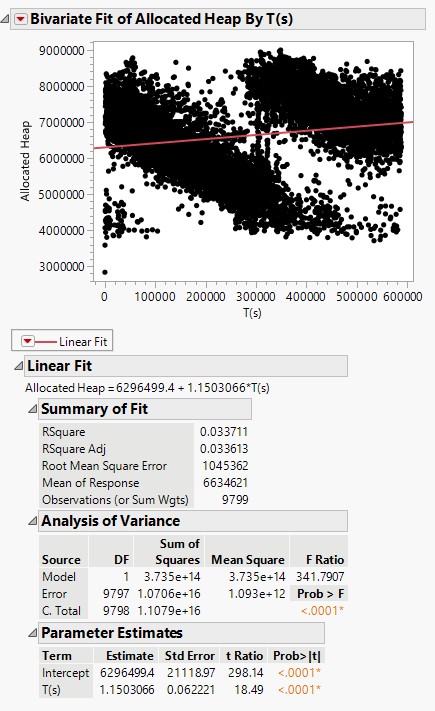 Bivariate Fit of Allocated Heap By T(s)
9000000
8000000
7000000
6000000
5000000
4000000
3000000
Allocated Heap
0 100000 200000 300000 400000 500000 600000
T(s)
Linear Fit
Linear Fit
Allocated Heap = 6296499.4 + 1.1503066*T(s)
Summary of Fit
RSquare 0.033711
RSquare Adj 0.033613
Root Mean Square Error 1045362
Mean of Response 6634621
Observations (or Sum Wgts) 9799
Analysis of Variance
Sum of
Source DF Squares Mean Square F Ratio
Model 1 3.735e+14 3.735e+14 341.7907
Error 9797 1.0706e+16 1.093e+12 Prob > F
C. Total 9798 1.1079e+16 <.0001*
Parameter Estimates
Term Estimate Std Error t Ratio Prob>|t|
Intercept 6296499.4 21118.97 298.14 <.0001*
T(s) 1.1503066 0.062221 18.49 <.0001*